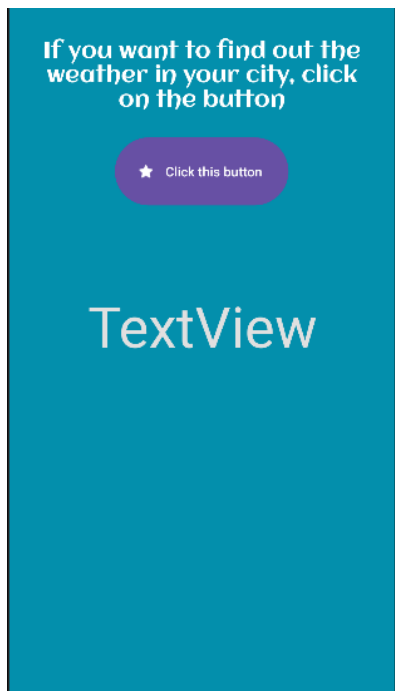 If you want to find out the
weather in your city, click
on the button
Click this button
TextView